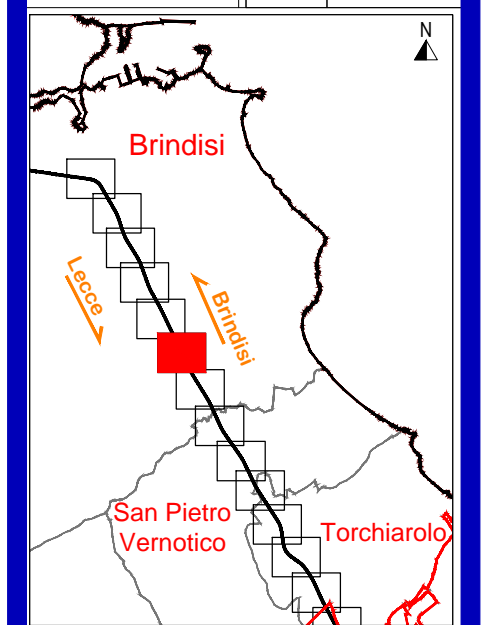 N
Brindisi
Lecce
Brindisi
San Pietro
Vernotico
Torchiarolo